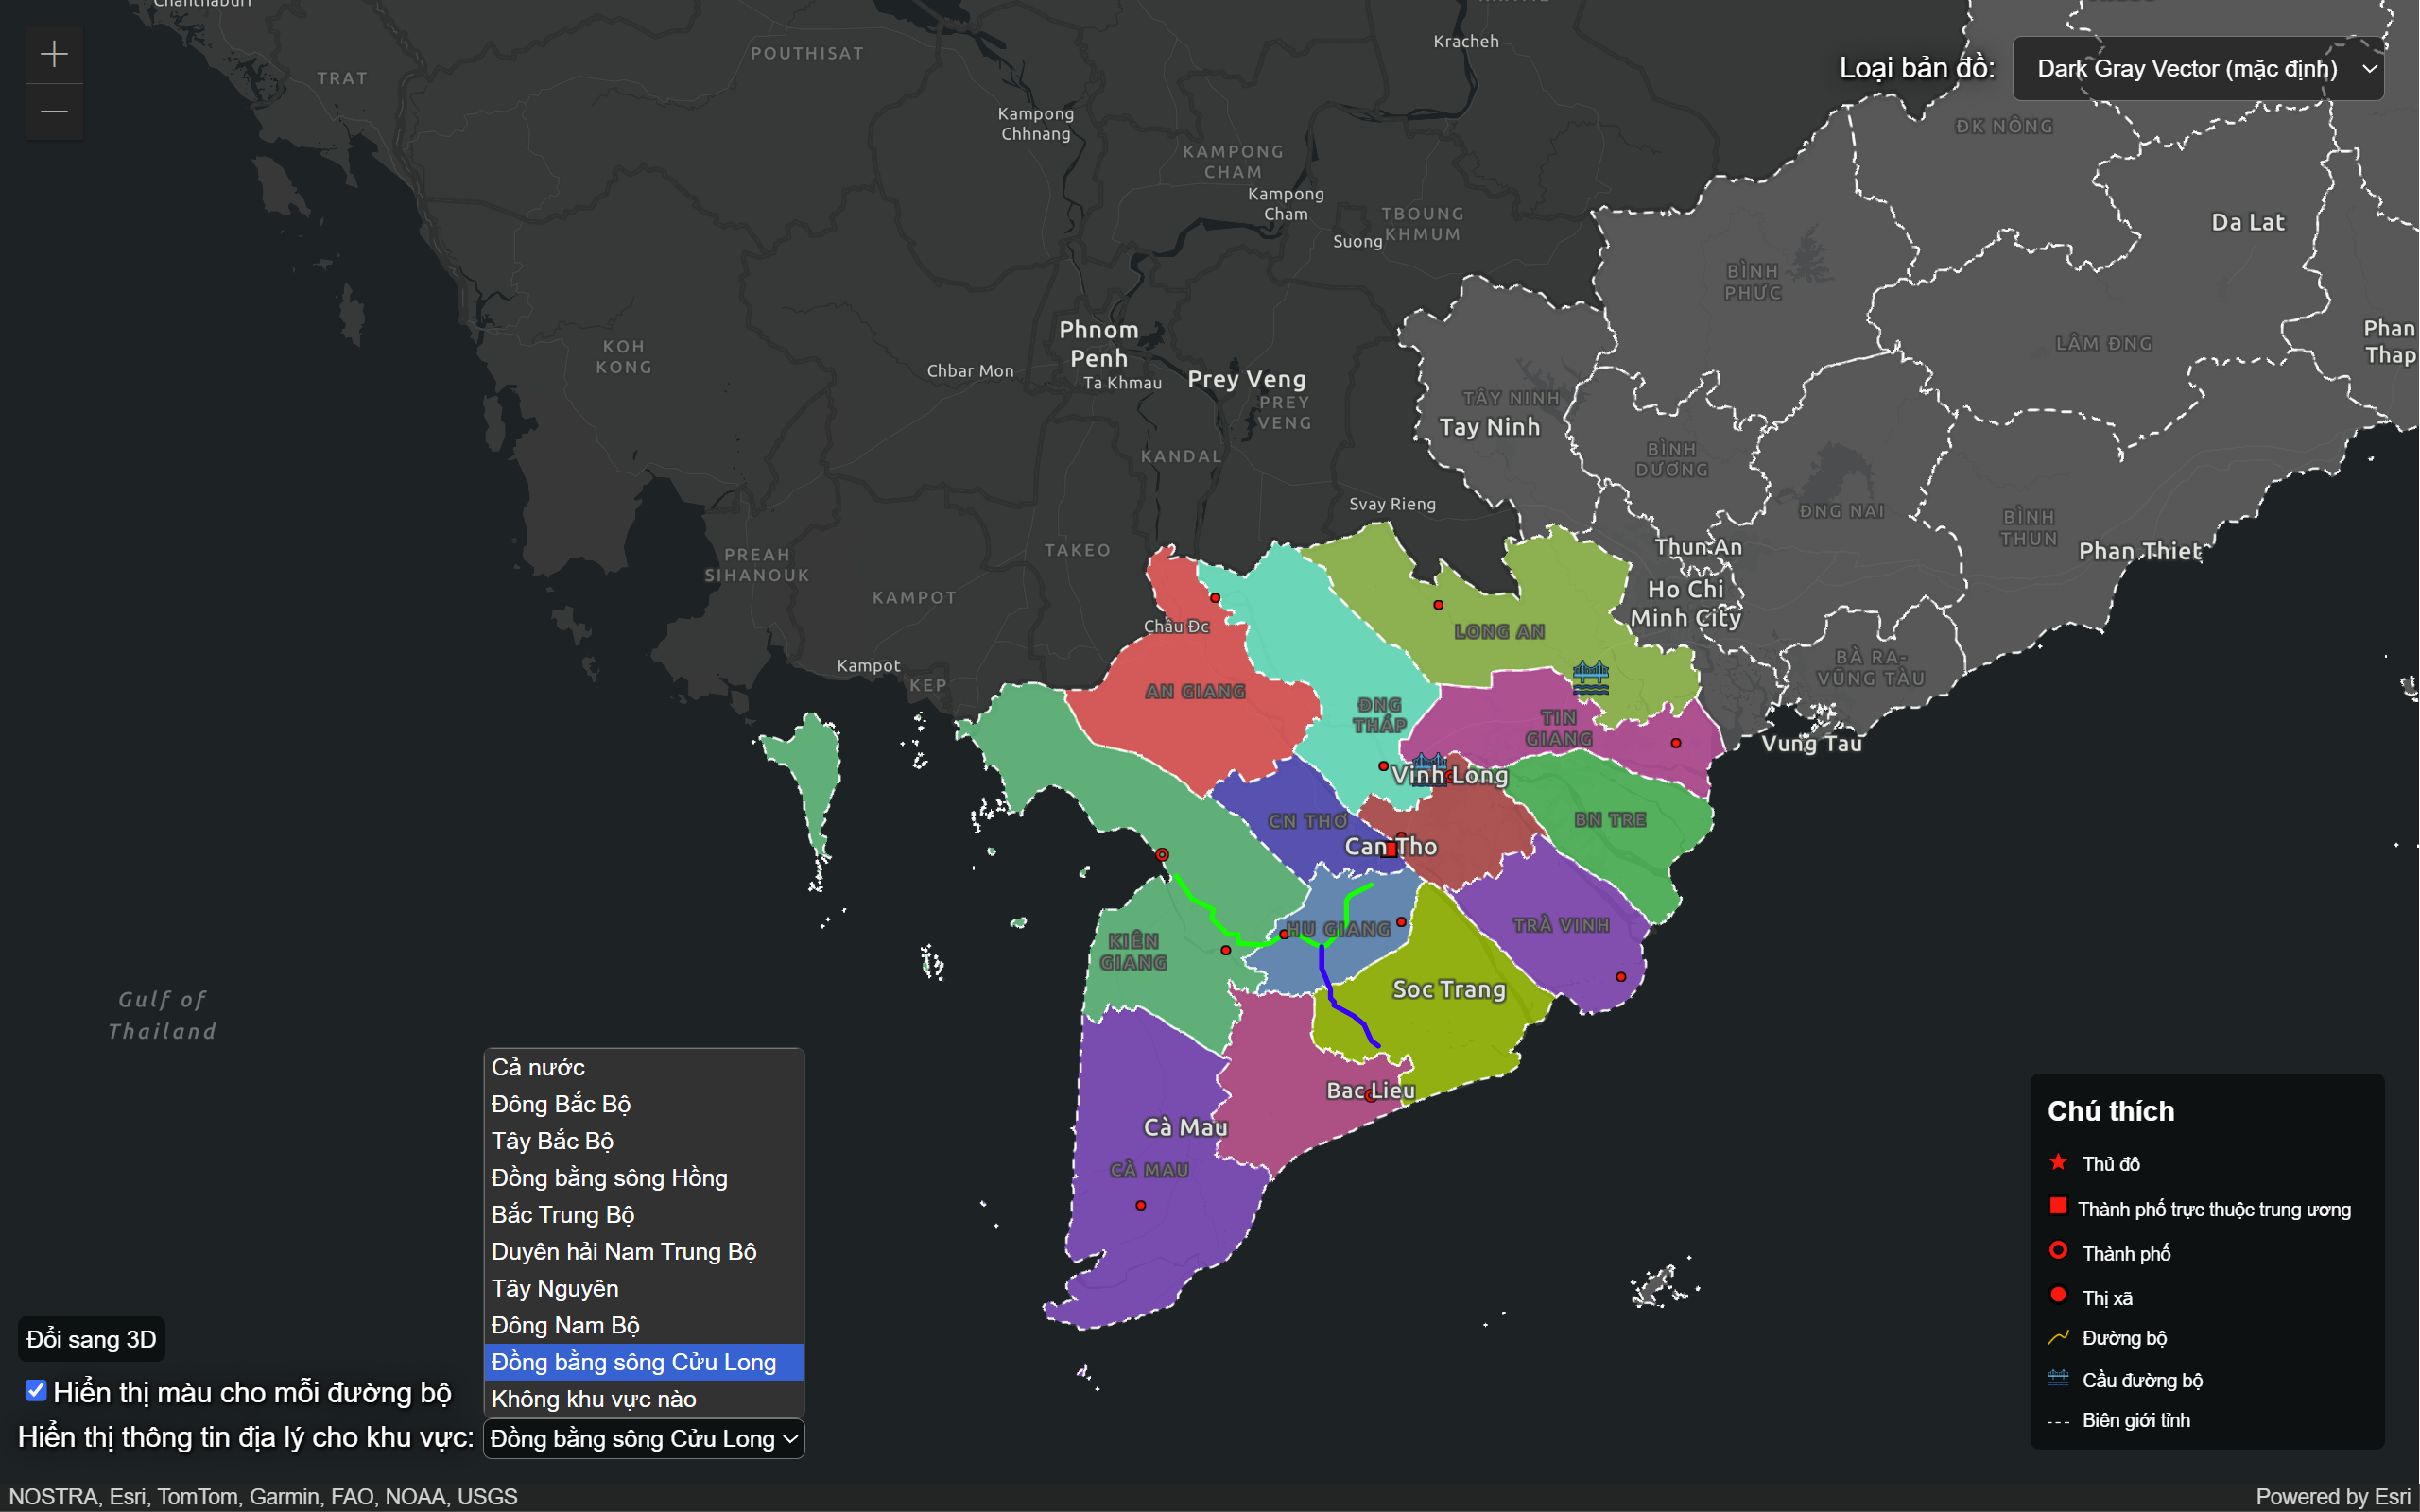 TRAT
POUTHISAT
Kracheh
Kampong
Chhnang
KAMPONG
CHAM
Kampong
Cham
TBOUNG
KHMUM
Suong
Loại bản đồ:
Dark Gray Vector (mặc định)
ĐK NÔNG
Da Lat
BÌNH
PHƯC
LÂM ĐNG
Phan
Thap
KOH
KONG
Chbar Mon
Phnom
Penh
Ta Khmau
Prey Veng
PREY
VENG
KANDAL
TÂY NINH
Tay Ninh
BÌNH
DƯƠNG
ĐNG NAI
BÌNH
THUN
Phan Thiet
Svay Rieng
PREAH
SIHANOUK
TAKEO
KAMPOT
Kampot
KEP
Châu Đc
Thun An
Ho Chi
Minh City
LONG AN
BÀ RA-
VŨNG TÀU
Vung Tau
AN GIANG
ĐNG
THÁP
TIN
GIANG
Vinh Long
CN THƠ
Can Tho
BN TRE
HU GIANG
TRÀ VINH
KIÊN
GIANG
Soc Trang
Bac Lieu
Cà Mau
CÀ MAU
Gulf of
Thailand
Cả nước
Đông Bắc Bộ
Tây Bắc Bộ
Đồng bằng sông Hồng
Bắc Trung Bộ
Duyên hải Nam Trung Bộ
Tây Nguyên
Đông Nam Bộ
Đồng bằng sông Cửu Long
Không khu vực nào
Đổi sang 3D
Hiển thị màu cho mỗi đường bộ
Hiển thị thông tin địa lý cho khu vực: Đồng bằng sông Cửu Long
Chú thích
Thủ đô
Thành phố trực thuộc trung ương
Thành phố
Thị xã
Đường bộ
Cầu đường bộ
Biên giới tỉnh
NOSTRA, Esri, TomTom, Garmin, FAO, NOAA, USGS
Powered by Esri